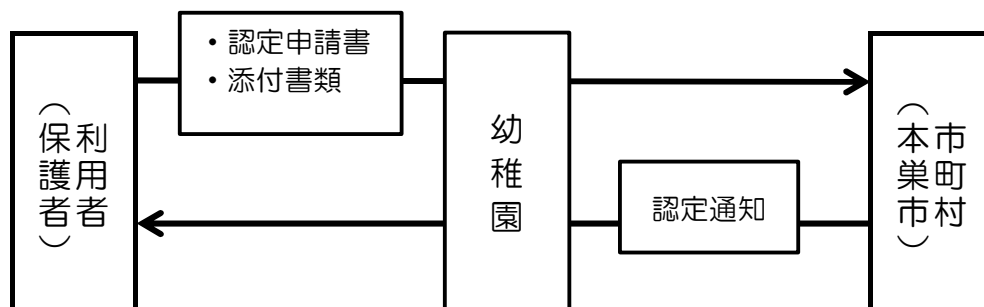 利用者
（保護者）
・認定申請書
・添付書類
幼稚園
認定通知
市町村
（本巣市）